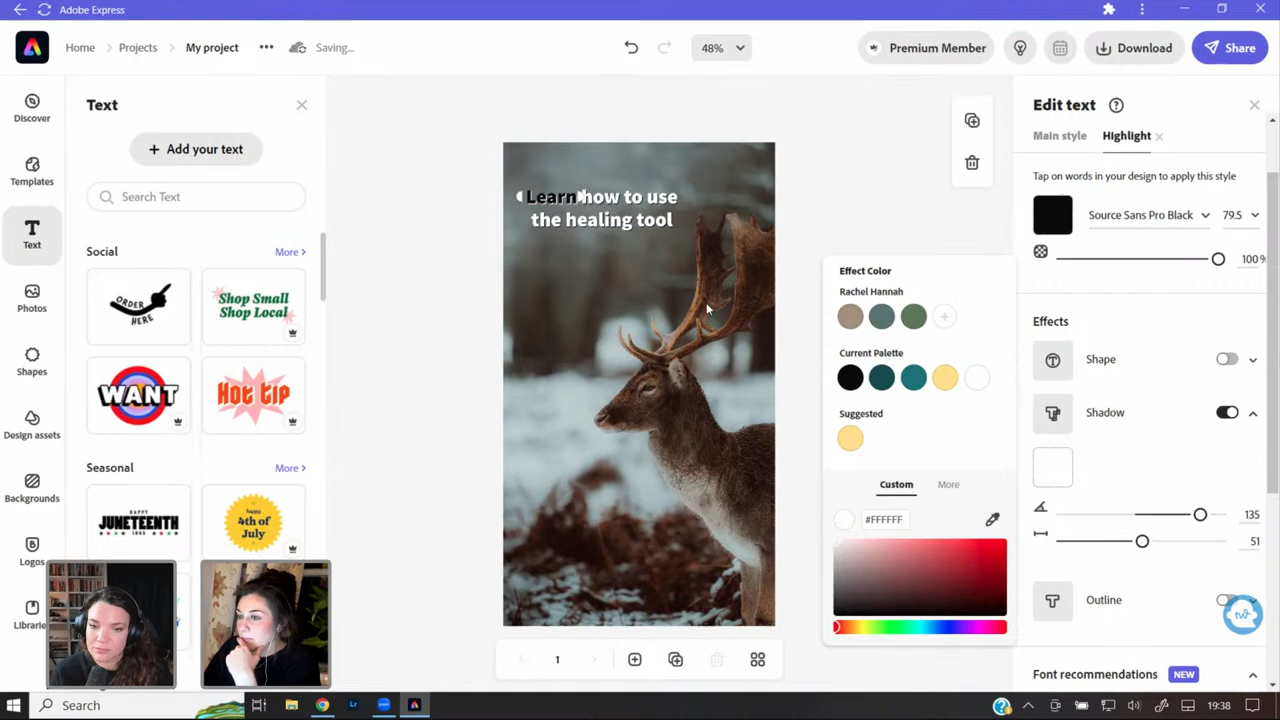 Adobe Express
Home
Projects
My project
Saving...
48%
Premium Member
Download
Share
Discover
Templates
Text
Photos
Shapes
Design assets
Backgrounds
Logos
Librarie
Text
+ Add your text
Search Text
Social
More
ORDER HERE
Shop Small
Shop Local
WANT
HOT TIP
Seasonal
More
HAPPY
JUNETEENTH
1865
happy
4th of
July
Learn how to use
the healing tool
1
Effect Color
Rachel Hannah
Current Palette
Suggested
Custom
More
#FFFFFF
Edit text
Main style
Highlight
Tap on words in your design to apply this style
Source Sans Pro Black
79.5
100%
Effects
Shape
Shadow
135
51
Outline
Font recommendations
NEW
Search
19:38